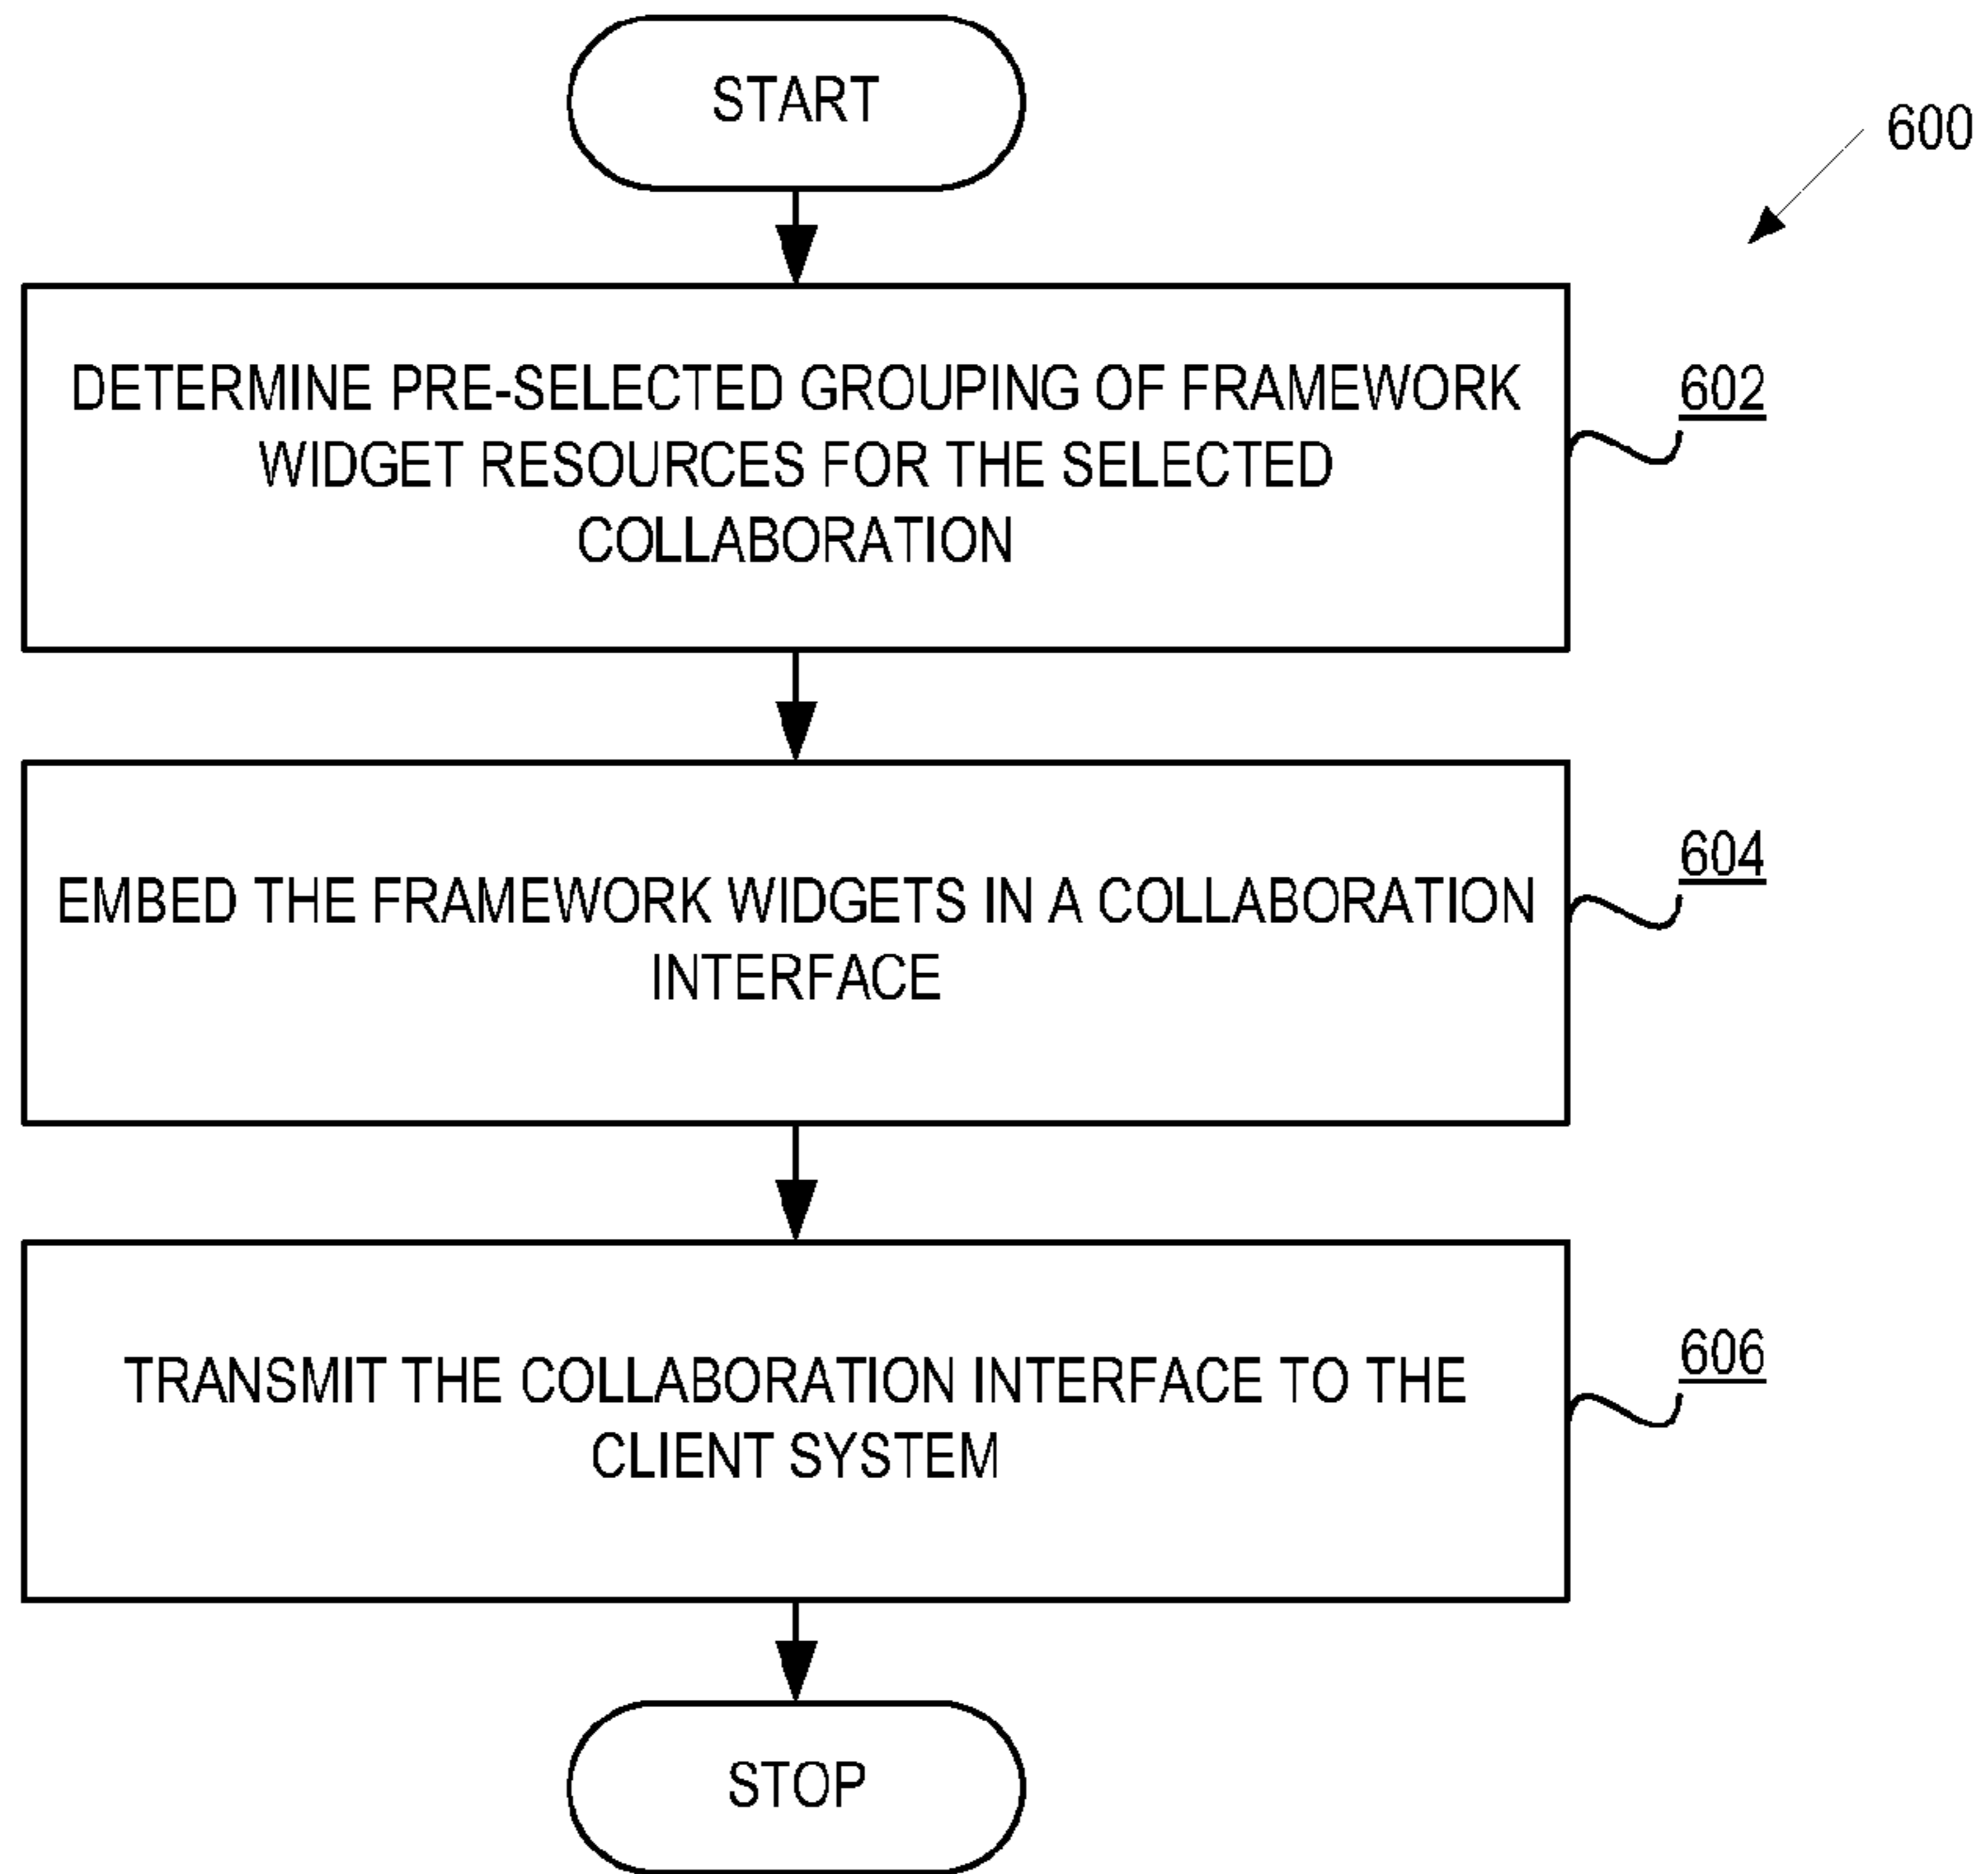 START
600
DETERMINE PRE-SELECTED GROUPING OF FRAMEWORK
WIDGET RESOURCES FOR THE SELECTED
COLLABORATION
602
EMBED THE FRAMEWORK WIDGETS IN A COLLABORATION
INTERFACE
604
TRANSMIT THE COLLABORATION INTERFACE TO THE
CLIENT SYSTEM
606
STOP